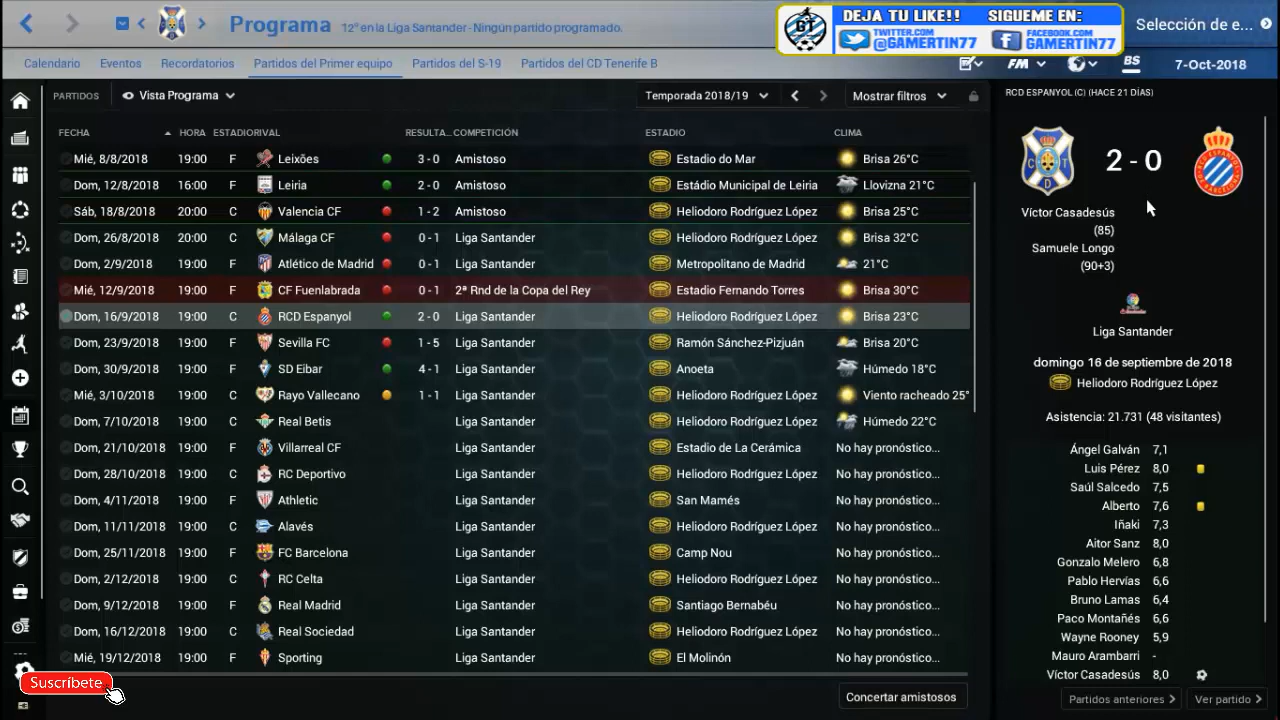 Programa 12º en la Liga Santander - Ningún partido programado.
DEJA TU LIKE!! SIGUEME EN:
GT TWITTER.COM @GAMERTIN77 FACEBOOK.COM GAMERTIN77
Selección de e...
Calendario Eventos Recordatorios Partidos del Primer equipo Partidos del S-19 Partidos del CD Tenerife B
FM BS 7-Oct-2018
PARTIDOS Vista Programa Temporada 2018/19 Mostrar filtros
FECHA HORA ESTADIO RIVAL RESULTA... COMPETICIÓN ESTADIO CLIMA
Mié, 8/8/2018 19:00 F Leixões 3-0 Amistoso Estadio do Mar Brisa 26°C
Dom, 12/8/2018 16:00 F Leiria 2-0 Amistoso Estádio Municipal de Leiria Llovizna 21°C
Sáb, 18/8/2018 20:00 C Valencia CF 1-2 Amistoso Heliodoro Rodríguez López Brisa 25°C
Dom, 26/8/2018 20:00 C Málaga CF 0-1 Liga Santander Heliodoro Rodríguez López Brisa 32°C
Dom, 2/9/2018 19:00 F Atlético de Madrid 0-1 Liga Santander Metropolitano de Madrid 21°C
Mié, 12/9/2018 19:00 F CF Fuenlabrada 0-1 2ª Rnd de la Copa del Rey Estadio Fernando Torres Brisa 30°C
Dom, 16/9/2018 19:00 C RCD Espanyol 2-0 Liga Santander Heliodoro Rodríguez López Brisa 23°C
Dom, 23/9/2018 19:00 F Sevilla FC 1-5 Liga Santander Ramón Sánchez-Pizjuán Brisa 20°C
Dom, 30/9/2018 19:00 F SD Eibar 4-1 Liga Santander Anoeta Húmedo 18°C
Mié, 3/10/2018 19:00 C Rayo Vallecano 1-1 Liga Santander Heliodoro Rodríguez López Viento racheado 25°
Dom, 7/10/2018 19:00 C Real Betis Liga Santander Heliodoro Rodríguez López Húmedo 22°C
Dom, 21/10/2018 19:00 F Villarreal CF Liga Santander Estadio de La Cerámica No hay pronóstico...
Dom, 28/10/2018 19:00 C RC Deportivo Liga Santander Heliodoro Rodríguez López No hay pronóstico...
Dom, 4/11/2018 19:00 F Athletic Liga Santander San Mamés No hay pronóstico...
Dom, 11/11/2018 19:00 C Alavés Liga Santander Heliodoro Rodríguez López No hay pronóstico...
Dom, 25/11/2018 19:00 F FC Barcelona Liga Santander Camp Nou No hay pronóstico...
Dom, 2/12/2018 19:00 C RC Celta Liga Santander Heliodoro Rodríguez López No hay pronóstico...
Dom, 9/12/2018 19:00 F Real Madrid Liga Santander Santiago Bernabéu No hay pronóstico...
Dom, 16/12/2018 19:00 C Real Sociedad Liga Santander Heliodoro Rodríguez López No hay pronóstico...
Mié, 19/12/2018 19:00 F Sporting Liga Santander El Molinón No hay pronóstico...
Suscríbete
Concertar amistosos
RCD ESPANYOL (C) (HACE 21 DÍAS)
2 - 0
Víctor Casadesús
(85)
Samuele Longo
(90+3)
Liga Santander
domingo 16 de septiembre de 2018
Heliodoro Rodríguez López
Asistencia: 21.731 (48 visitantes)
Ángel Galván 7,1
Luis Pérez 8,0
Saúl Salcedo 7,5
Alberto 7,6
Iñaki 7,3
Aitor Sanz 8,0
Gonzalo Melero 6,8
Pablo Hervías 6,6
Bruno Lamas 6,4
Paco Montañés 6,6
Wayne Rooney 5,9
Mauro Arambarri -
Víctor Casadesús 8,0
Partidos anteriores Ver partido